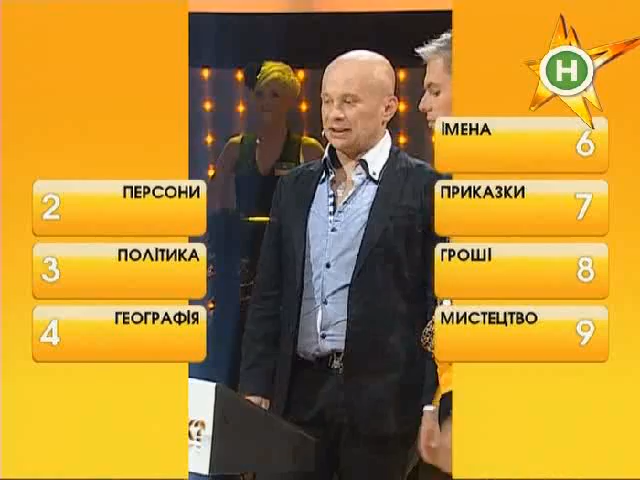 Н
ІМЕНА
6
2
ПЕРСОНИ
ПРИКАЗКИ
7
3
ПОЛІТИКА
ГРОШІ
8
4
ГЕОГРАФІЯ
МИСТЕЦТВО
9